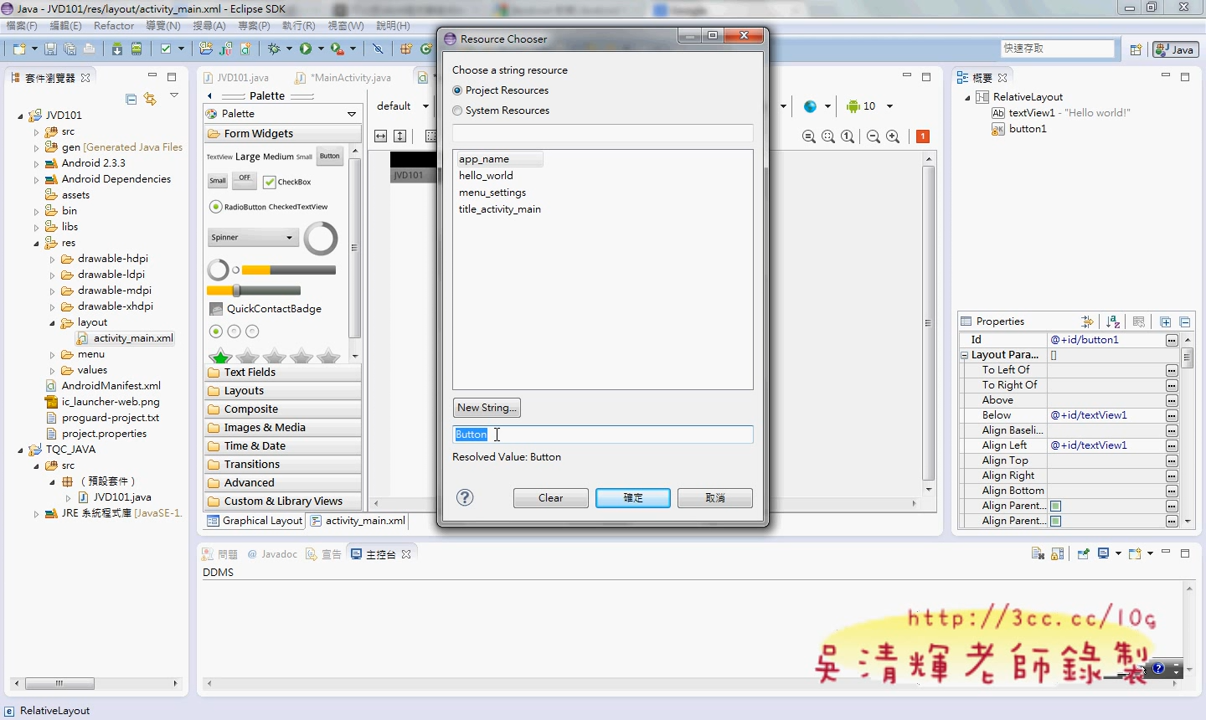 Java - JVD101/res/layout/activity_main.xml - Eclipse SDK
檔案(F) 編輯(E) Refactor 導覽(N) 搜尋(A) 專案(P) 執行(R) 視窗(W) 說明(H)
快速存取
Java
套件瀏覽器
JVD101
src
gen [Generated Java Files
Android 2.3.3
Android Dependencies
assets
bin
libs
res
drawable-hdpi
drawable-ldpi
drawable-mdpi
drawable-xhdpi
layout
activity_main.xml
menu
values
AndroidManifest.xml
ic_launcher-web.png
proguard-project.txt
project.properties
TQC_JAVA
src
(預設套件)
JVD101.java
JRE 系統程式庫 [JavaSE-1.
JVD101.java
*MainActivity.java
Palette
Palette
Form Widgets
TextView Large Medium Small Button
Small OFF CheckBox
RadioButton CheckedTextView
Spinner
QuickContactBadge
Text Fields
Layouts
Composite
Images & Media
Time & Date
Transitions
Advanced
Custom & Library Views
Graphical Layout
activity_main.xml
default
10
1
JVD101
Resource Chooser
Choose a string resource
Project Resources
System Resources
app_name
hello_world
menu_settings
title_activity_main
New String...
Button
Resolved Value: Button
Clear
確定
取消
概要
RelativeLayout
textView1 - "Hello world!"
button1
Properties
Id @+id/button1
Layout Para... []
To Left Of
To Right Of
Above
Below @+id/textView1
Align Baseli...
Align Left @+id/textView1
Align Top
Align Right
Align Bottom
Align Parent...
Align Parent...
問題 Javadoc 宣告 主控台
DDMS
http://3cc.cc/10g
吳清輝老師錄製
RelativeLayout